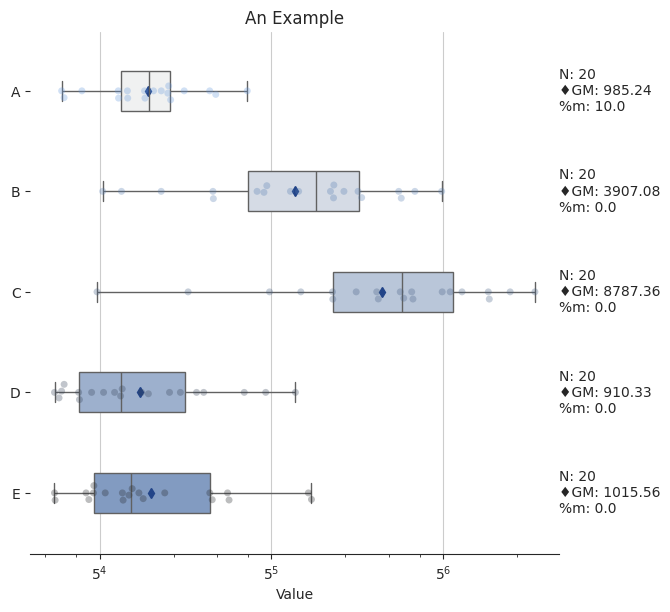 An Example
A
N: 20
♦GM: 985.24
%m: 10.0
B
N: 20
♦GM: 3907.08
%m: 0.0
C
N: 20
♦GM: 8787.36
%m: 0.0
D
N: 20
♦GM: 910.33
%m: 0.0
E
N: 20
♦GM: 1015.56
%m: 0.0
5⁴ 5⁵ 5⁶
Value